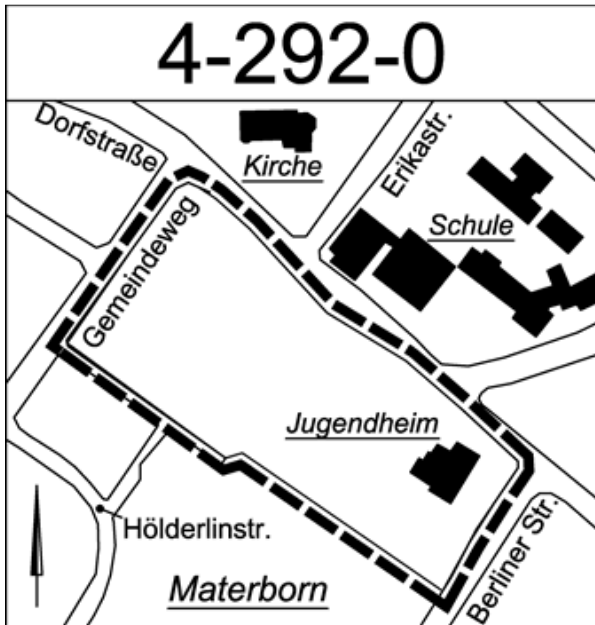 4-292-0
Dorfstraße
Kirche
Erikastr.
Schule
Gemeindeweg
Jugendheim
Hölderlinstr.
Berliner Str.
Materborn